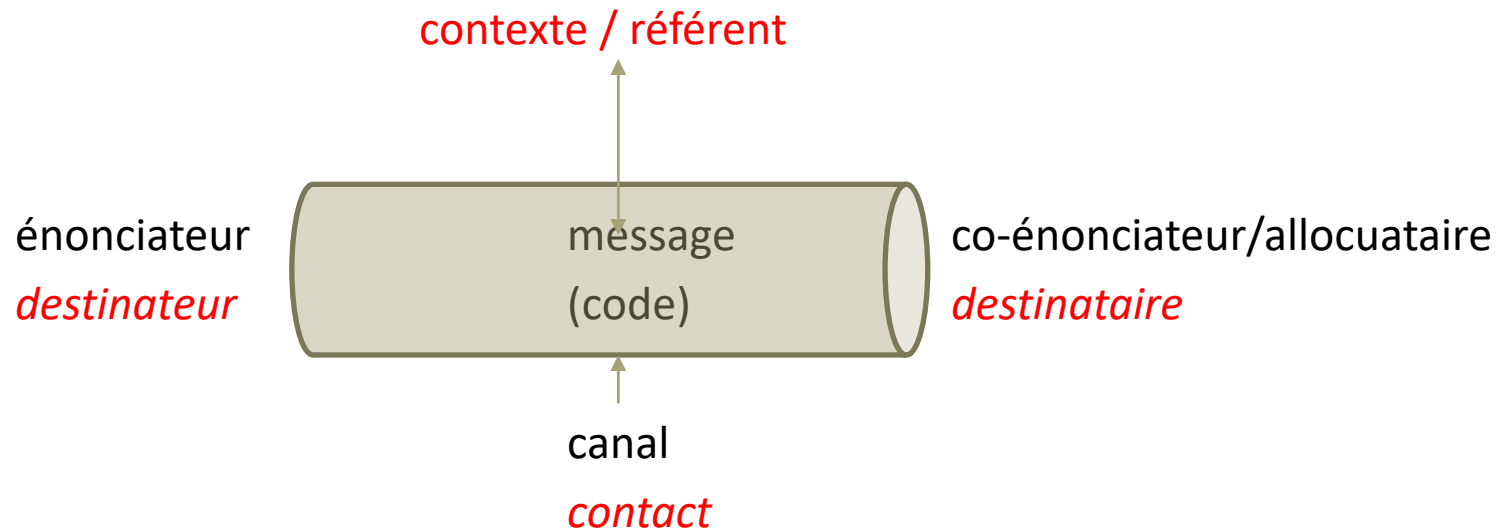 contexte / référent
énonciateur
destinateur
message
(code)
co-énonciateur/allocuataire
destinataire
canal
contact